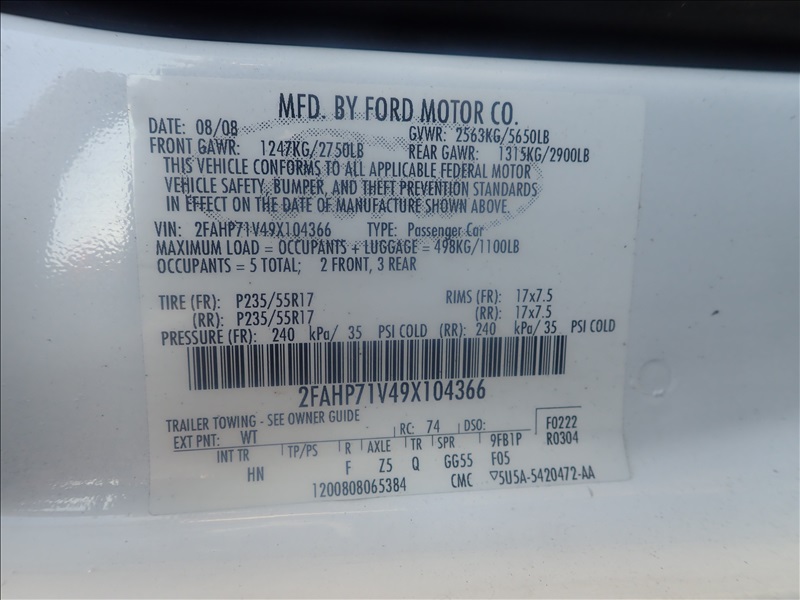 MFD. BY FORD MOTOR CO.
DATE: 08/08 GVWR: 2563KG/5650LB
FRONT GAWR: 1247KG/2750LB REAR GAWR: 1315KG/2900LB
THIS VEHICLE CONFORMS TO ALL APPLICABLE FEDERAL MOTOR
VEHICLE SAFETY, BUMPER, AND THEFT PREVENTION STANDARDS
IN EFFECT ON THE DATE OF MANUFACTURE SHOWN ABOVE.
VIN: 2FAHP71V49X104366 TYPE: Passenger Car
MAXIMUM LOAD = OCCUPANTS + LUGGAGE = 498KG/1100LB
OCCUPANTS = 5 TOTAL; 2 FRONT, 3 REAR
TIRE (FR): P235/55R17 RIMS (FR): 17x7.5
(RR): P235/55R17 (RR): 17x7.5
PRESSURE (FR): 240 kPa/ 35 PSI COLD (RR): 240 kPa/ 35 PSI COLD
2FAHP71V49X104366
TRAILER TOWING - SEE OWNER GUIDE
EXT PNT: WT RC: 74 DSO: F0222
INT TR TP/PS R AXLE TR SPR 9FB1P R0304
HN F Z5 Q GG55 F05
1200808065384 CMC ▽5U5A-5420472-AA